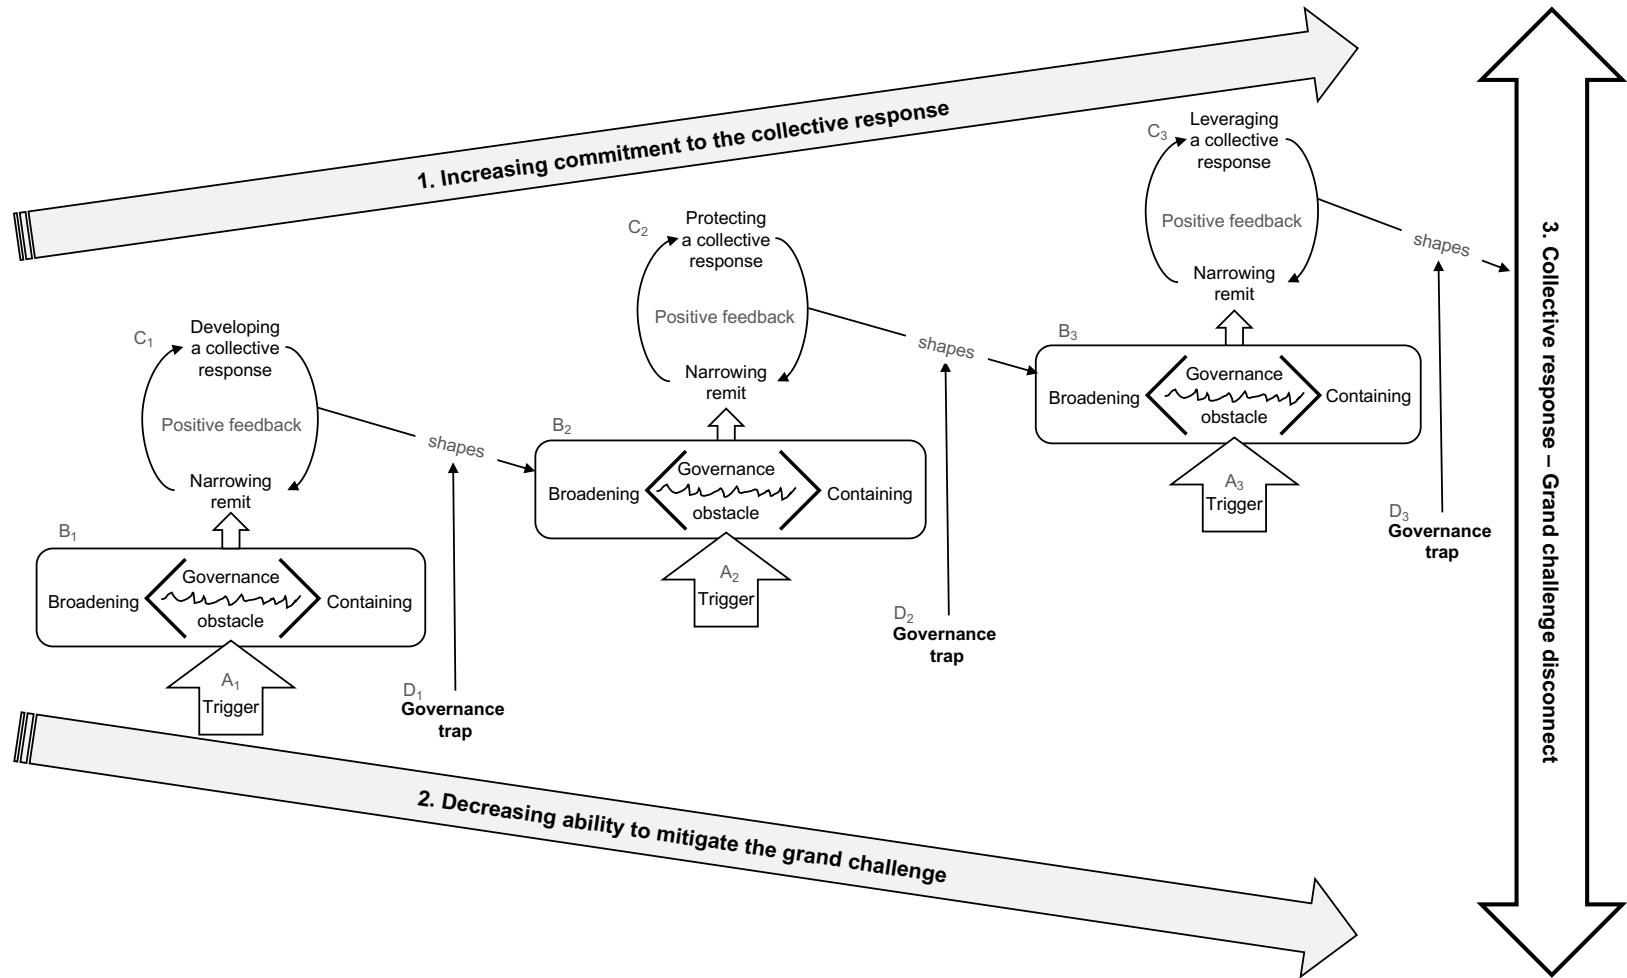 1. Increasing commitment to the collective response
C1
Developing
a collective
response
Positive feedback
Narrowing
remit
shapes
B1
Broadening
Governance
obstacle
Containing
A1
Trigger
D1
Governance
trap
C2
Protecting
a collective
response
Positive feedback
Narrowing
remit
shapes
B2
Broadening
Governance
obstacle
Containing
A2
Trigger
D2
Governance
trap
C3
Leveraging
a collective
response
Positive feedback
Narrowing
remit
shapes
B3
Broadening
Governance
obstacle
Containing
A3
Trigger
D3
Governance
trap
2. Decreasing ability to mitigate the grand challenge
3. Collective response – Grand challenge disconnect